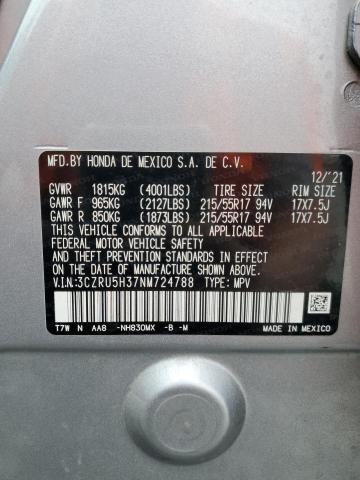 MFD.BY HONDA DE MEXICO S.A. DE C.V.
12/'21
GVWR 1815KG (4001LBS) TIRE SIZE RIM SIZE
GAWR F 965KG (2127LBS) 215/55R17 94V 17X7.5J
GAWR R 850KG (1873LBS) 215/55R17 94V 17X7.5J
THIS VEHICLE CONFORMS TO ALL APPLICABLE
FEDERAL MOTOR VEHICLE SAFETY, BUMPER,
AND THEFT PREVENTION STANDARDS IN EFFECT
ON THE DATE OF MANUFACTURE SHOWN ABOVE.
V.I.N:3CZRU5H37NM724788 TYPE: MPV
T7W N AA8 -NH830MX -B -M MADE IN MEXICO